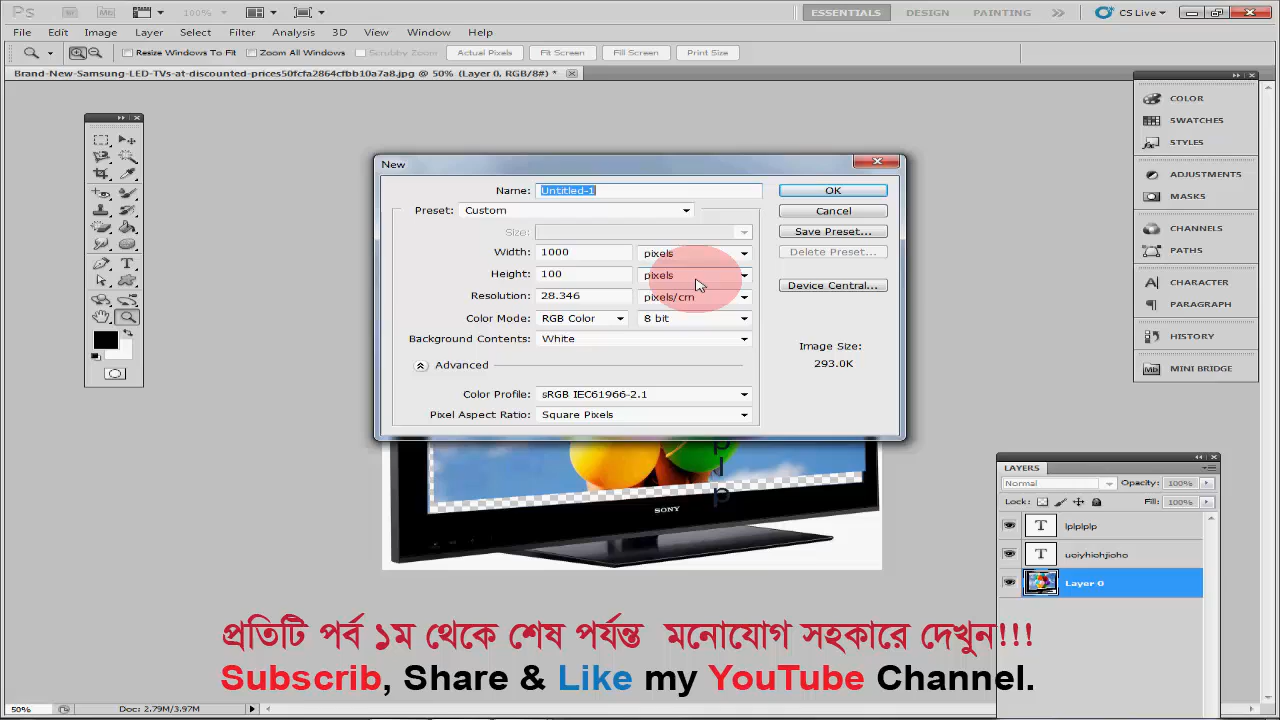 Ps Br Mb 100% ESSENTIALS DESIGN PAINTING CS Live
File Edit Image Layer Select Filter Analysis 3D View Window Help
Resize Windows To Fit Zoom All Windows Scrubby Zoom Actual Pixels Fit Screen Fill Screen Print Size
Brand-New-Samsung-LED-TVs-at-discounted-prices50fcfa2864cfbb10a7a8.jpg @ 50% (Layer 0, RGB/8#) *
COLOR
SWATCHES
STYLES
ADJUSTMENTS
MASKS
CHANNELS
PATHS
CHARACTER
PARAGRAPH
HISTORY
Mb MINI BRIDGE
New
Name: Untitled-1 OK
Preset: Custom Cancel
Size: Save Preset...
Width: 1000 pixels Delete Preset...
Height: 100 pixels
Resolution: 28.346 pixels/cm Device Central...
Color Mode: RGB Color 8 bit
Background Contents: White Image Size:
293.0K
Advanced
Color Profile: sRGB IEC61966-2.1
Pixel Aspect Ratio: Square Pixels
p
l
p
SONY
LAYERS
Normal Opacity: 100%
Lock: Fill: 100%
T lplplplp
T uoiyhiohjioho
Layer 0
প্রতিটি পর্ব ১ম থেকে শেষ পর্যন্ত মনোযোগ সহকারে দেখুন!!!
Subscrib, Share & Like my YouTube Channel.
50% Doc: 2.79M/3.97M